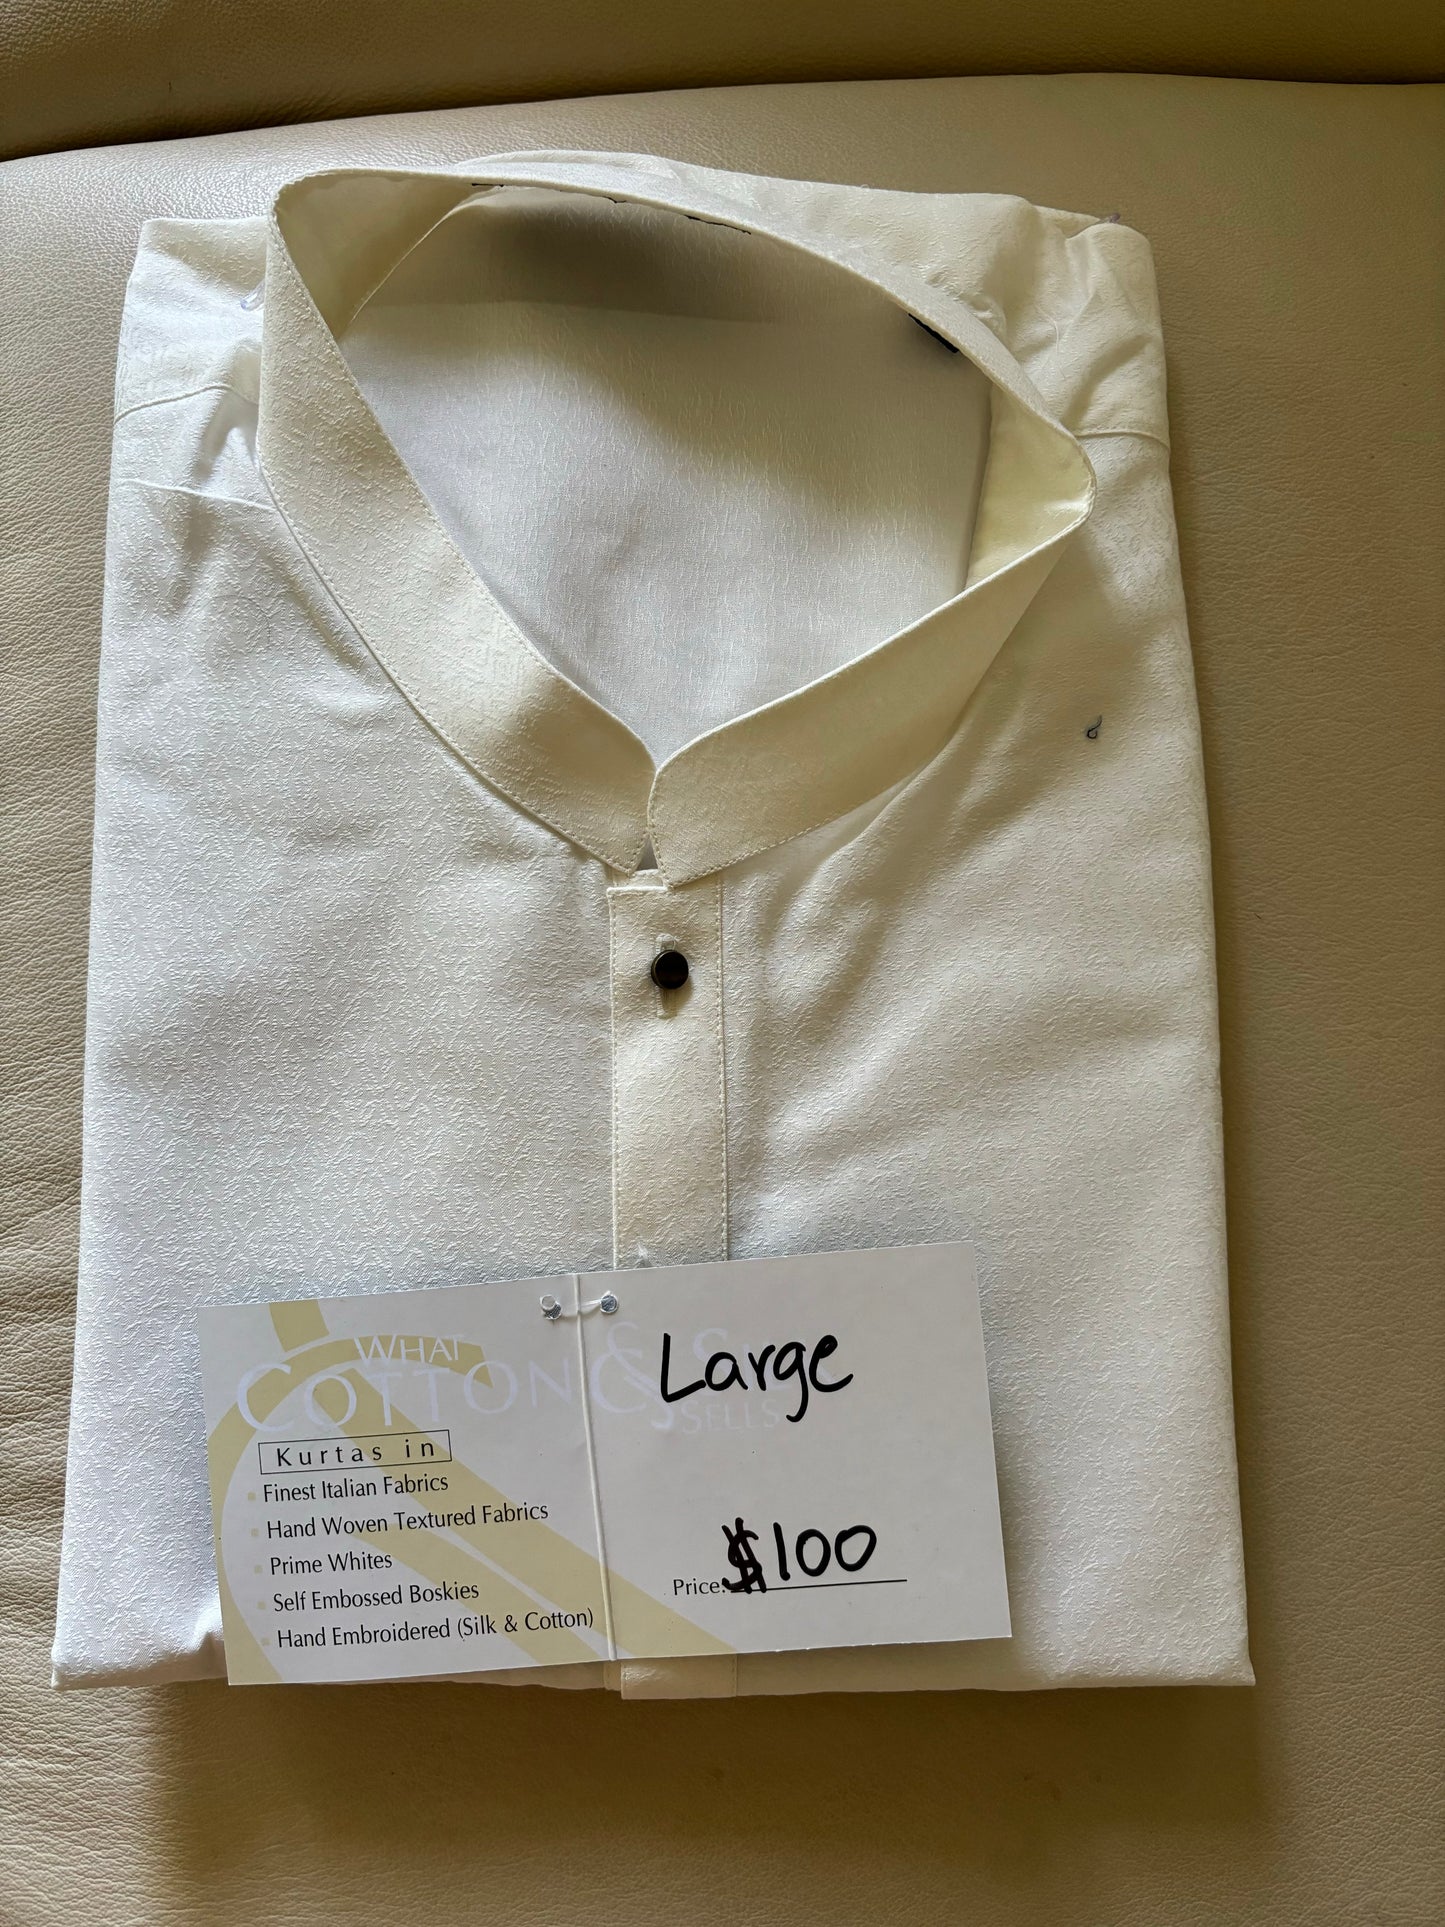 WHAT
COTTON &
SELLS
Kurtas in
Finest Italian Fabrics
Hand Woven Textured Fabrics
Prime Whites
Self Embossed Boskies
Hand Embroidered (Silk & Cotton)
Large
Price: $100